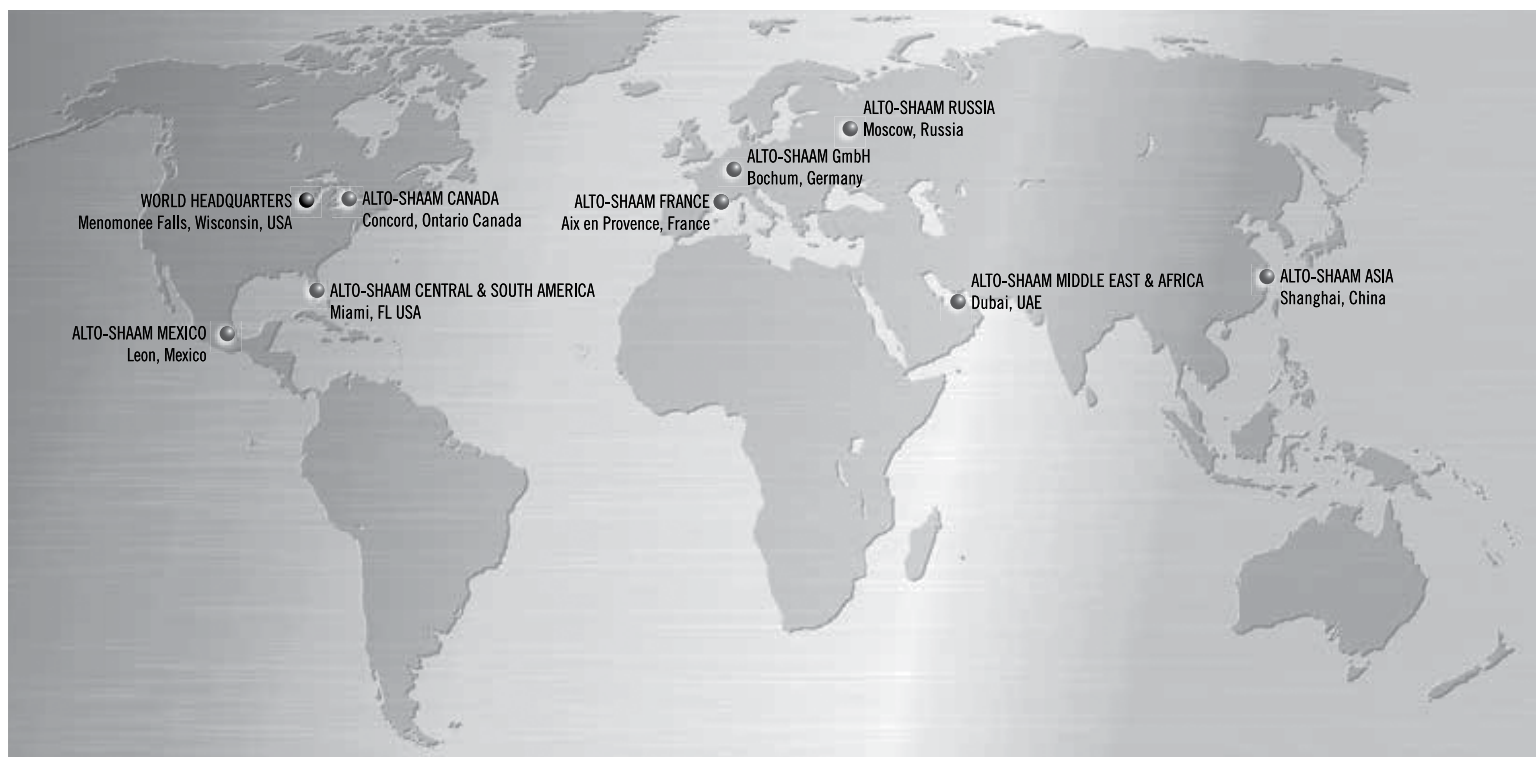 ALTO-SHAAM RUSSIA
Moscow, Russia
ALTO-SHAAM GmbH
Bochum, Germany
WORLD HEADQUARTERS
Menomonee Falls, Wisconsin, USA
ALTO-SHAAM CANADA
Concord, Ontario Canada
ALTO-SHAAM FRANCE
Aix en Provence, France
ALTO-SHAAM CENTRAL & SOUTH AMERICA
Miami, FL USA
ALTO-SHAAM MIDDLE EAST & AFRICA
Dubai, UAE
ALTO-SHAAM ASIA
Shanghai, China
ALTO-SHAAM MEXICO
Leon, Mexico